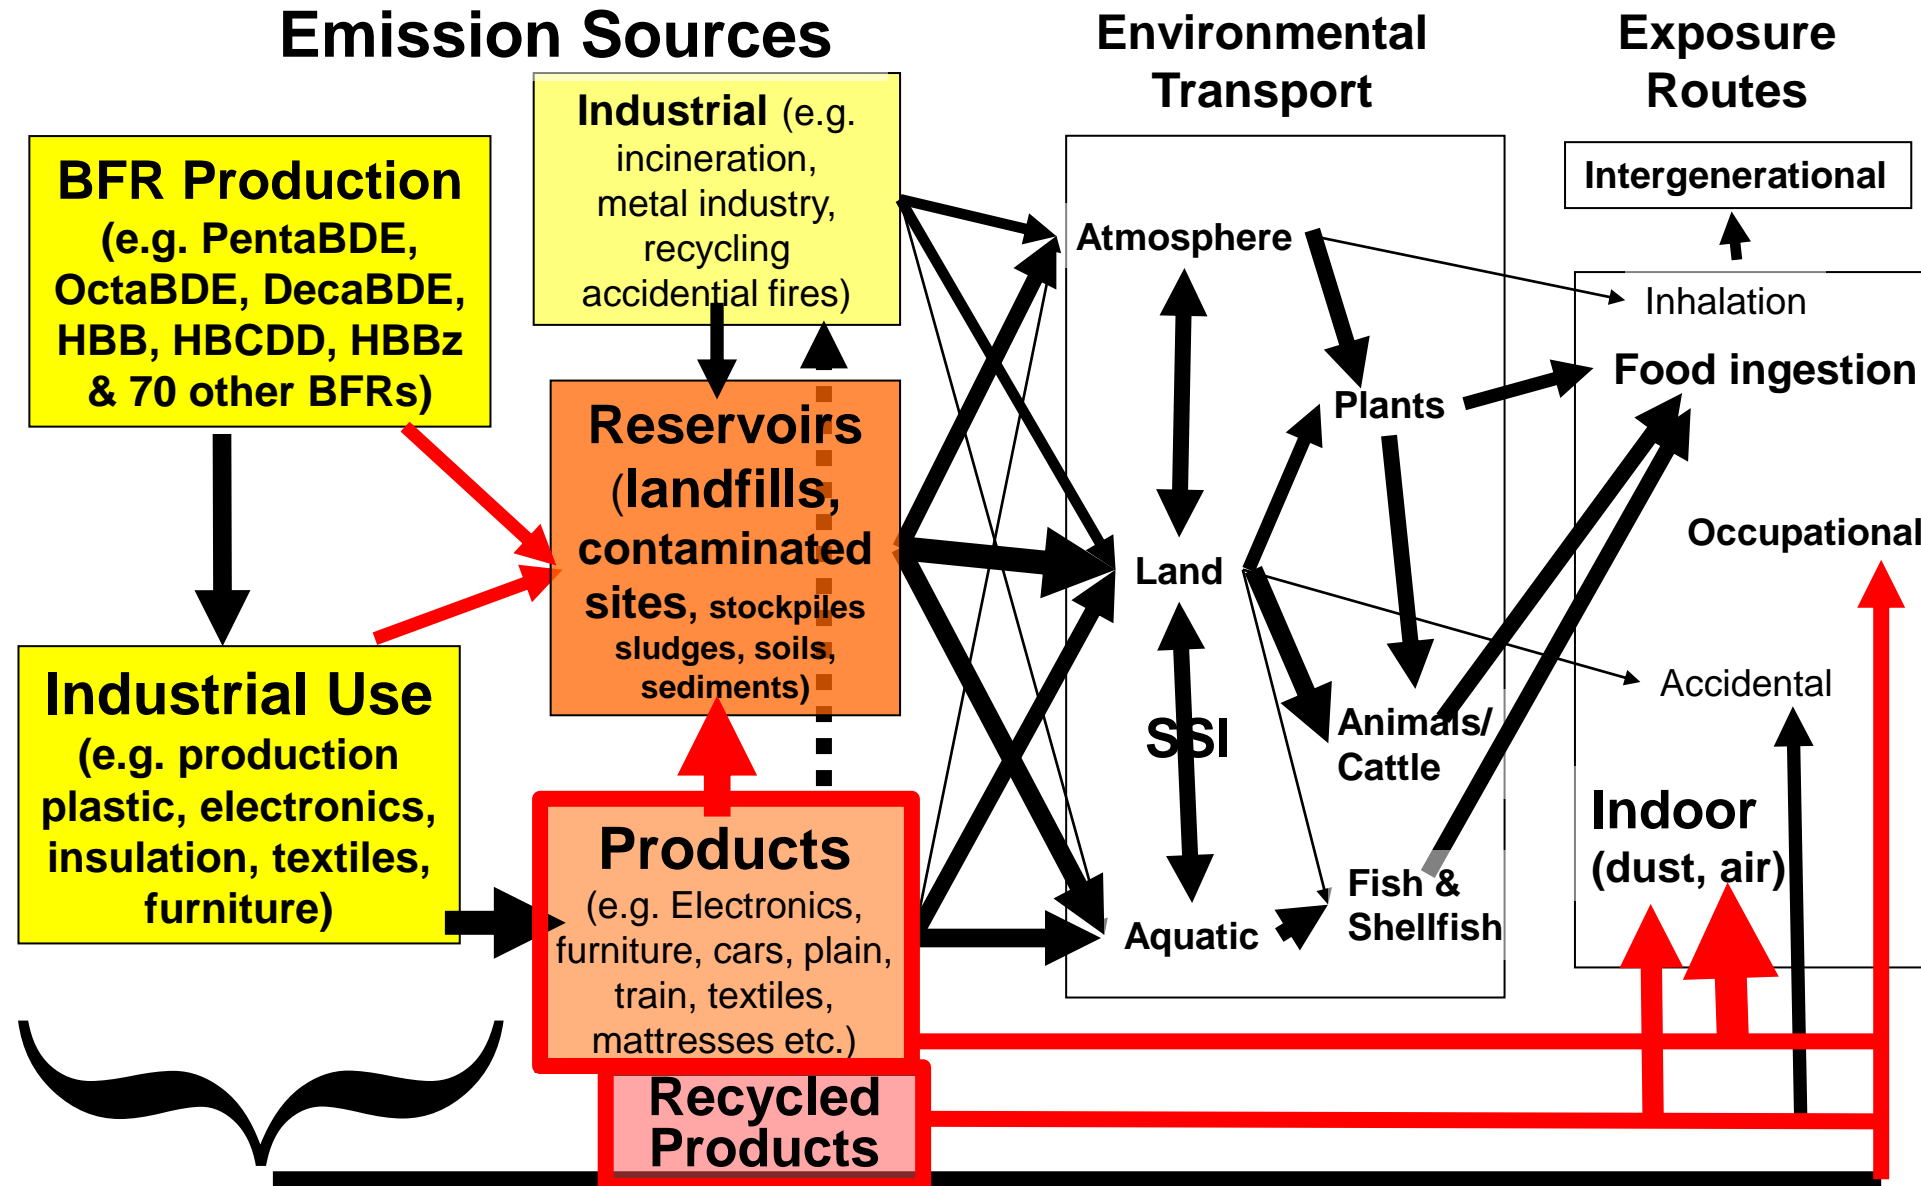 Emission Sources
Environmental
Transport
Exposure
Routes
BFR Production
(e.g. PentaBDE,
OctaBDE, DecaBDE,
HBB, HBCDD, HBBz
& 70 other BFRs)
Industrial Use
(e.g. production
plastic, electronics,
insulation, textiles,
furniture)
Industrial (e.g.
incineration,
metal industry,
recycling
accidential fires)
Reservoirs
(landfills,
contaminated
sites, stockpiles
sludges, soils,
sediments)
Products
(e.g. Electronics,
furniture, cars, plain,
train, textiles,
mattresses etc.)
Recycled
Products
Atmosphere
Plants
Land
SSI
Animals/
Cattle
Aquatic
Fish &
Shellfish
Intergenerational
Inhalation
Food ingestion
Occupational
Accidental
Indoor
(dust, air)